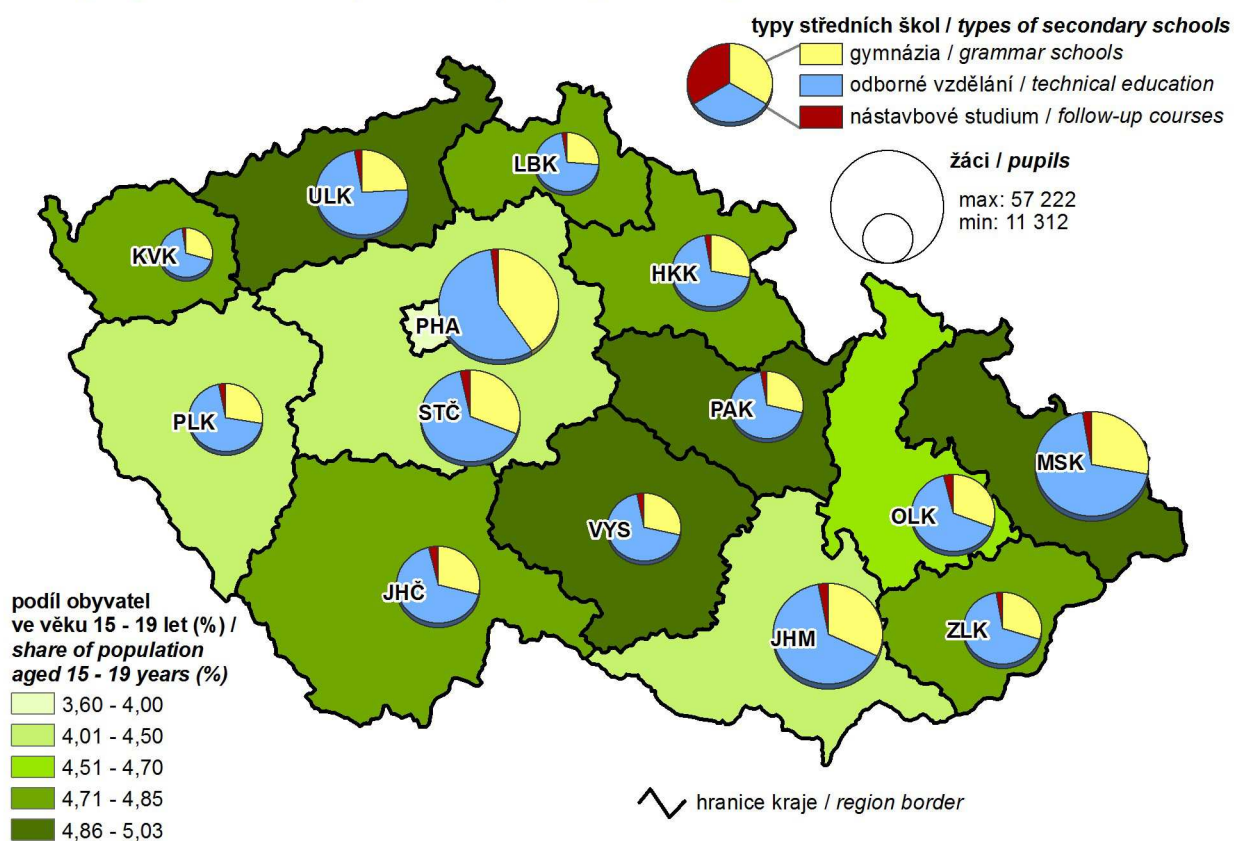 typy středních škol / types of secondary schools
gymnázia / grammar schools
odborné vzdělání / technical education
nástavbové studium / follow-up courses
žáci / pupils
max: 57 222
min: 11 312
LBK
ULK
KVK
HKK
PHA
STČ
PAK
PLK
MSK
OLK
VYS
JHČ
JHM
ZLK
podíl obyvatel
ve věku 15 - 19 let (%) /
share of population
aged 15 - 19 years (%)
3,60 - 4,00
4,01 - 4,50
4,51 - 4,70
4,71 - 4,85
4,86 - 5,03
hranice kraje / region border